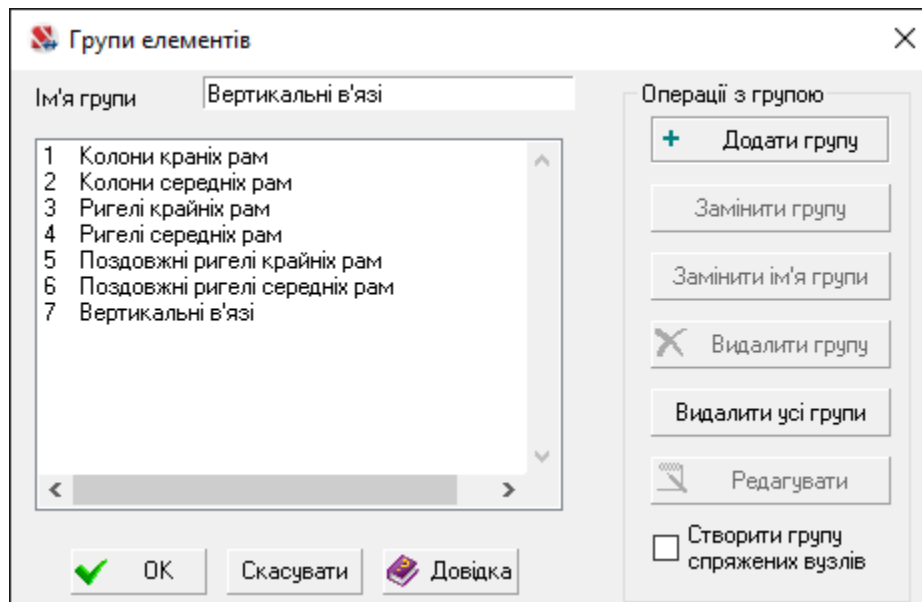 Групи елементів
Ім'я групи
Вертикальні в'язі
1 Колони краніх рам
2 Колони середніх рам
3 Ригелі крайніх рам
4 Ригелі середніх рам
5 Поздовжні ригелі крайніх рам
6 Поздовжні ригелі середніх рам
7 Вертикальні в'язі
Операції з групою
Додати групу
Замінити групу
Замінити ім'я групи
Видалити групу
Видалити усі групи
Редагувати
Створити групу
спряжених вузлів
OK
Скасувати
Довідка